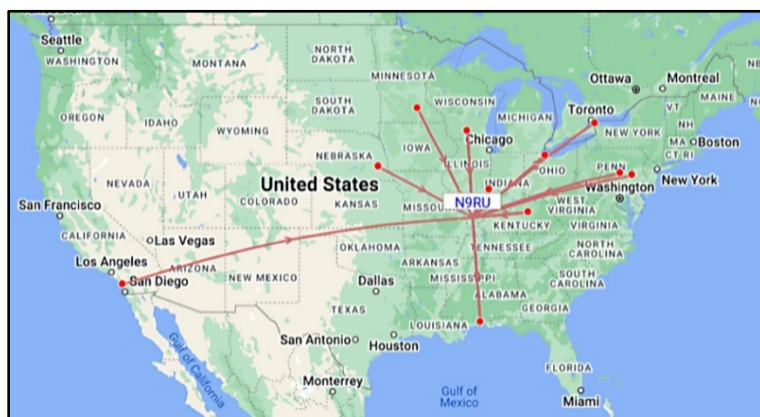 Seattle
WASHINGTON
MONTANA
NORTH
DAKOTA
MINNESOTA
Ottawa
Montreal
MAINE
OREGON
IDAHO
SOUTH
DAKOTA
WISCONSIN
Toronto
VT
NH
WYOMING
MICHIGAN
NEW YORK
MA
Boston
Chicago
CT RI
NEBRASKA
IOWA
ILLINOIS
INDIANA
OHIO
PENN
New York
NEVADA
UTAH
United States
COLORADO
KANSAS
MISSOU
N9RU
WEST
VIRGINIA
Washington
San Francisco
CALIFORNIA
Las Vegas
KENTUCKY
VIRGINIA
Los Angeles
ARIZONA
NEW MEXICO
OKLAHOMA
TENNESSEE
NORTH
CAROLINA
San Diego
ARKANSAS
MISSISSIPPI
SOUTH
CAROLINA
Dallas
ALABAMA
TEXAS
GEORGIA
LOUISIANA
San Antonio
Houston
Gulf of
California
FLORIDA
Monterrey
Gulf of
Mexico
Miami